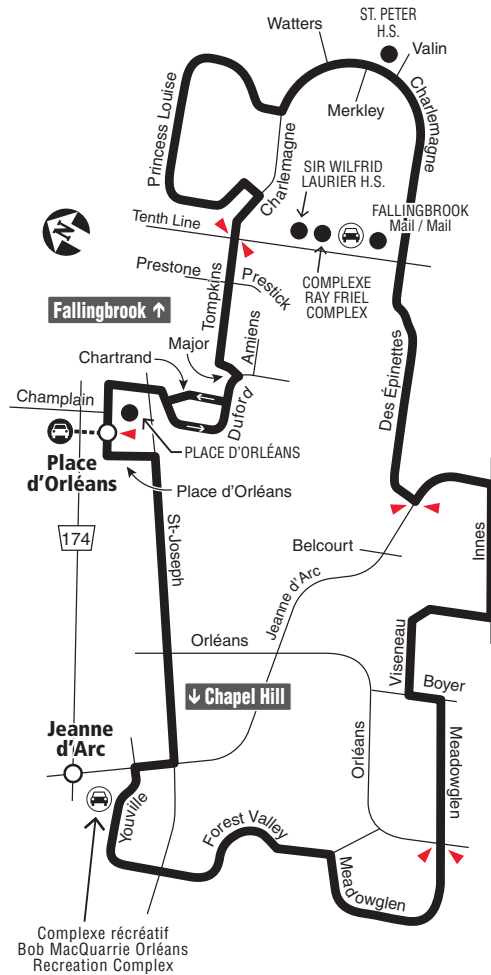 ST. PETER
H.S.
Watters
Valin
Merkley
Charlemagne
Princess Louise
Charlemagne
SIR WILFRID
LAURIER H.S.
FALLINGBROOK
Mail / Mail
Tenth Line
N
COMPLEXE
RAY FRIEL
COMPLEX
Prestone
Prestick
Tompkins
Fallingbrook ↑
Major
Amiens
Chartrand
Duford
Des Épinettes
Champlain
PLACE D'ORLÉANS
Place
d'Orléans
Place d'Orléans
174
St-Joseph
Belcourt
Innes
Jeanne d'Arc
Orléans
Viseneau
Boyer
↓ Chapel Hill
Jeanne
d'Arc
Orléans
Meadowglen
Youville
Forest Valley
Meadowglen
Complexe récréatif
Bob MacQuarrie Orléans
Recreation Complex